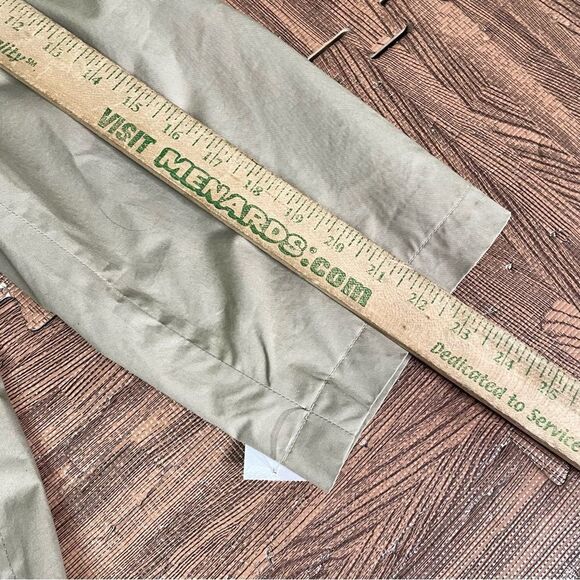 12 13 14 15 16 17 18 19 20 21 22 23 24 25
VISIT MENARDS.com
Dedicated to Service